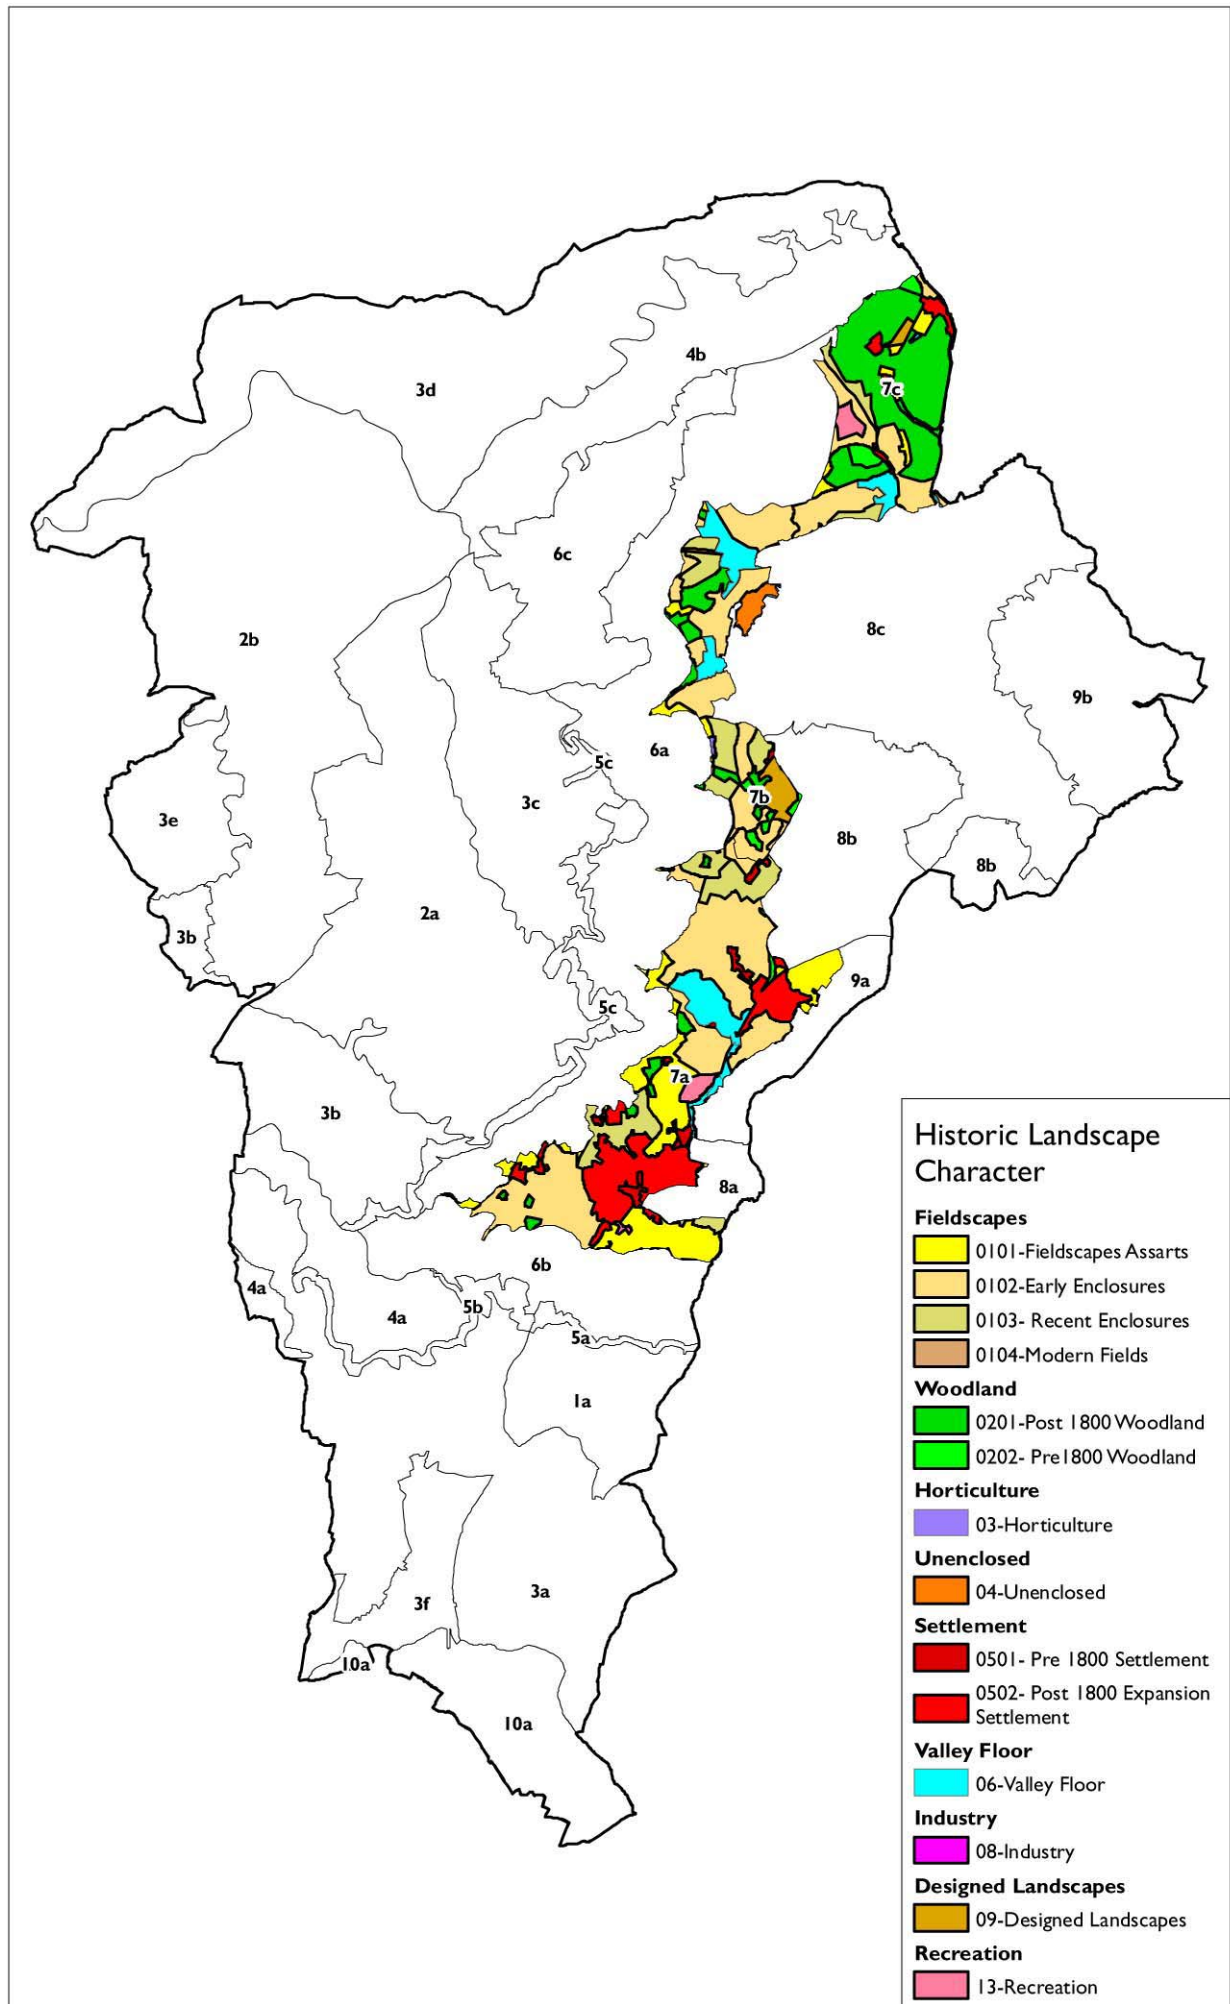 4b
3d
7c
6c
2b
8c
9b
6a
5c
7b
3c
3e
8b
8b
2a
3b
9a
5c
7a
3b
8a
6b
4a
5b
4a
5a
1a
3a
3f
10a
10a
Historic Landscape
Character
Fieldscapes
0101-Fieldscapes Assarts
0102-Early Enclosures
0103- Recent Enclosures
0104-Modern Fields
Woodland
0201-Post 1800 Woodland
0202- Pre1800 Woodland
Horticulture
03-Horticulture
Unenclosed
04-Unenclosed
Settlement
0501- Pre 1800 Settlement
0502- Post 1800 Expansion
Settlement
Valley Floor
06-Valley Floor
Industry
08-Industry
Designed Landscapes
09-Designed Landscapes
Recreation
13-Recreation